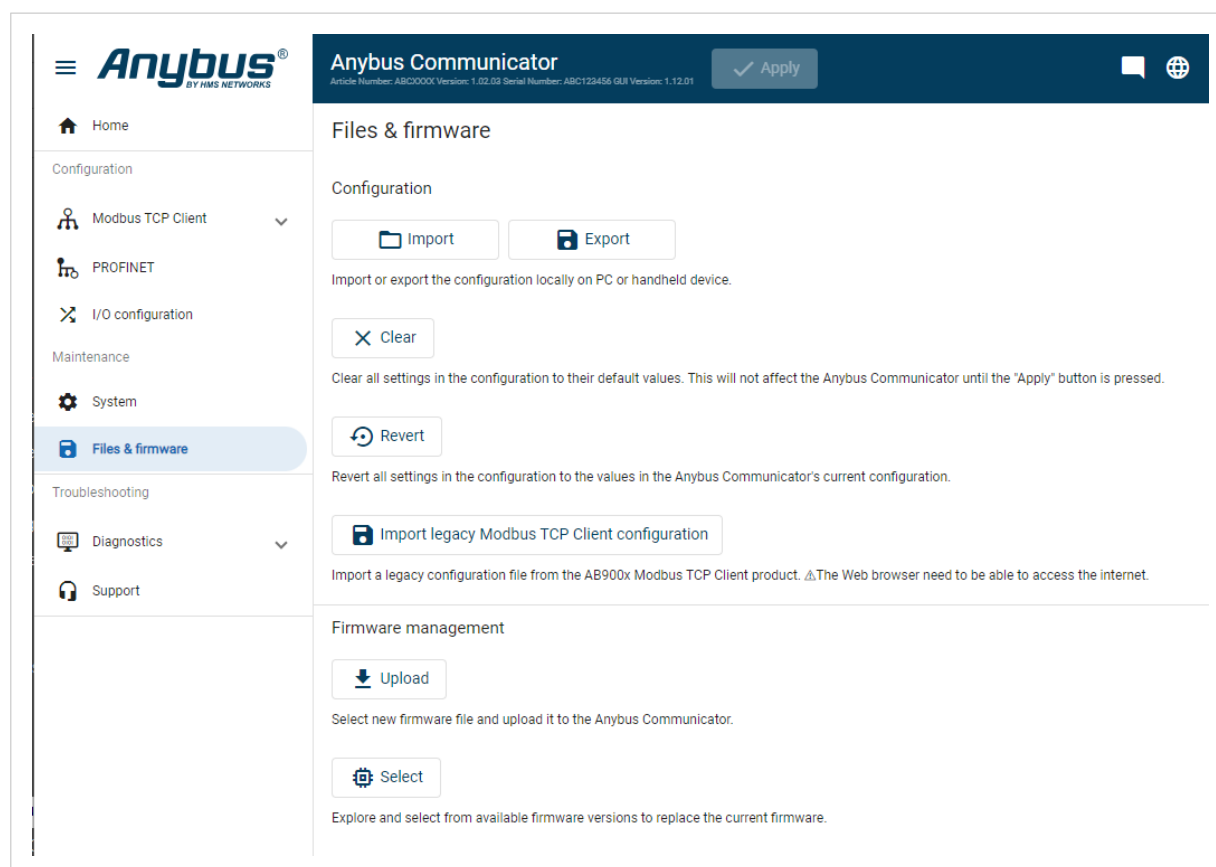 Anybus®
BY HMS NETWORKS
Anybus Communicator
Article Number: ABCXXXX Version: 1.02.03 Serial Number: ABC123456 GUI Version: 1.12.01
Apply
Home
Configuration
Modbus TCP Client
PROFINET
I/O configuration
Maintenance
System
Files & firmware
Troubleshooting
Diagnostics
Support
Files & firmware
Configuration
Import
Export
Import or export the configuration locally on PC or handheld device.
Clear
Clear all settings in the configuration to their default values. This will not affect the Anybus Communicator until the "Apply" button is pressed.
Revert
Revert all settings in the configuration to the values in the Anybus Communicator's current configuration.
Import legacy Modbus TCP Client configuration
Import a legacy configuration file from the AB900x Modbus TCP Client product. ⚠The Web browser need to be able to access the internet.
Firmware management
Upload
Select new firmware file and upload it to the Anybus Communicator.
Select
Explore and select from available firmware versions to replace the current firmware.